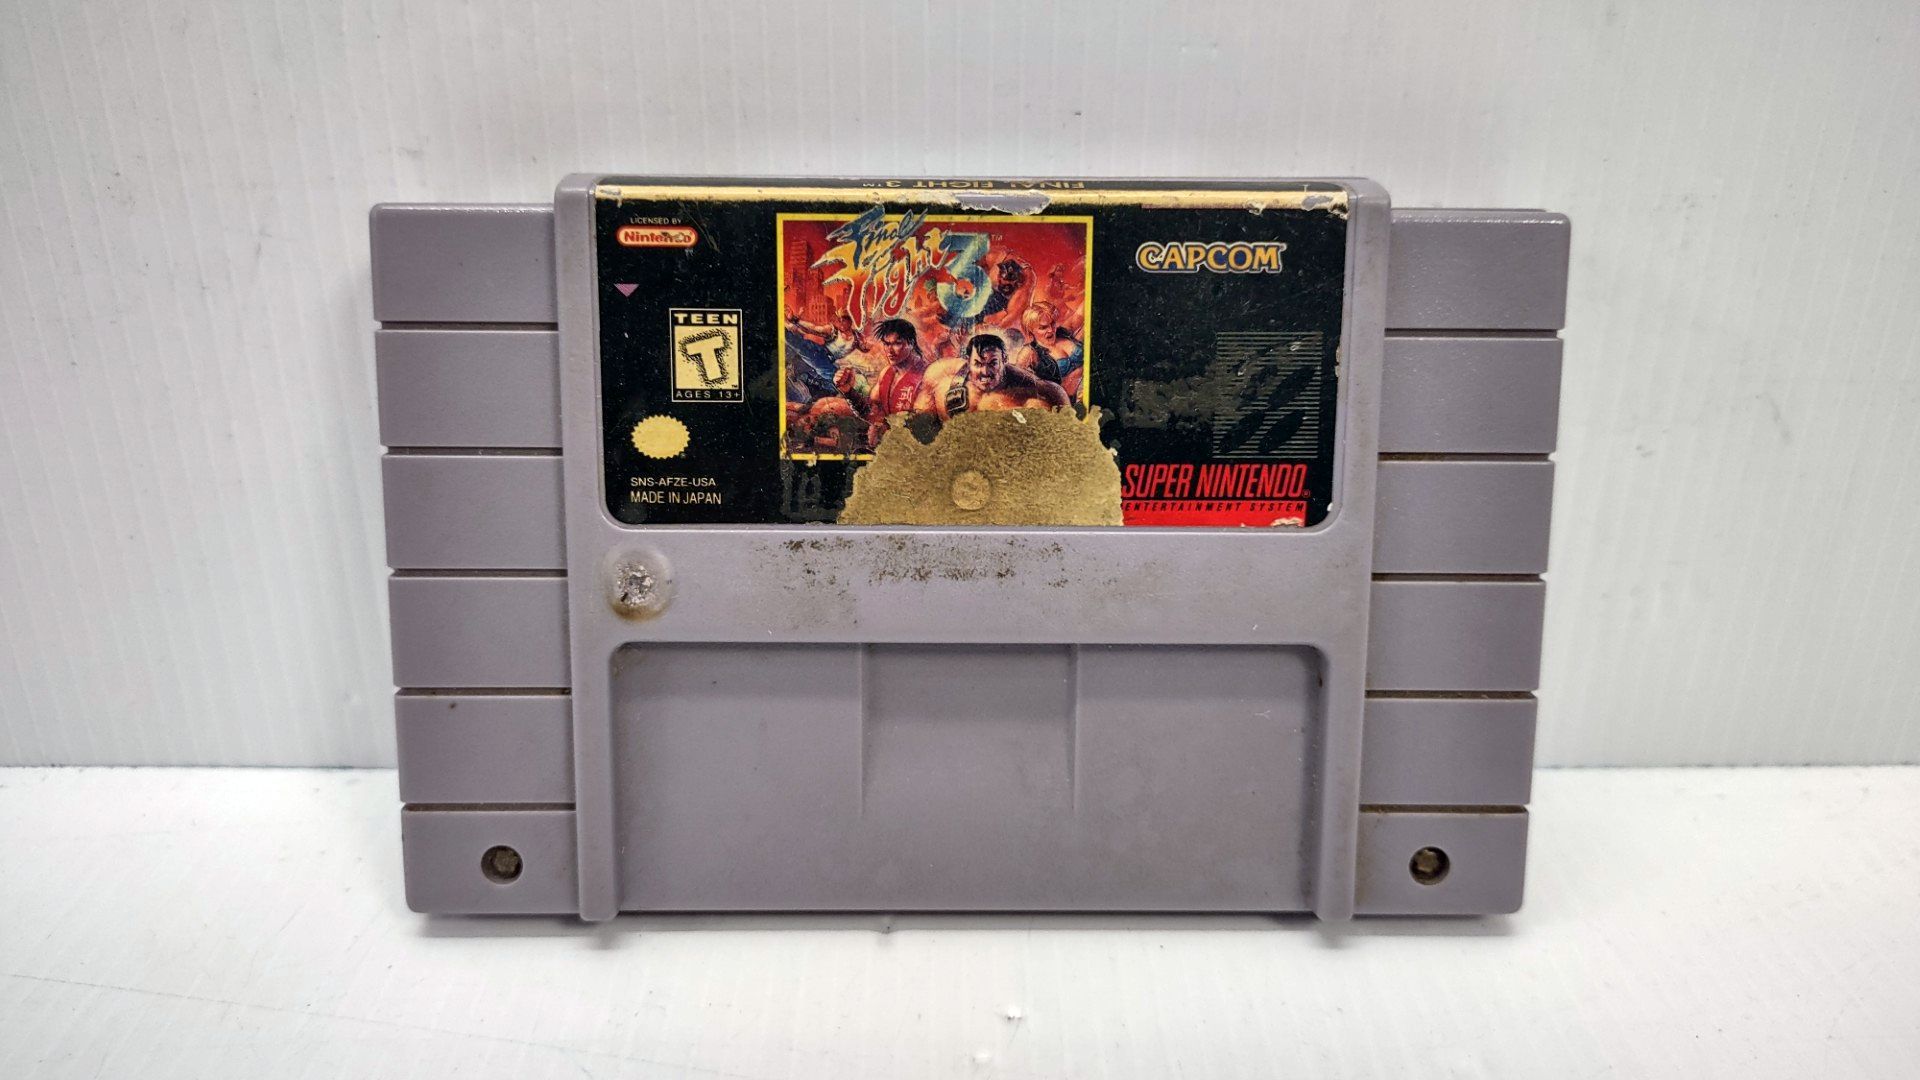 FINAL FIGHT 3™
LICENSED BY
Nintendo
Final Fight 3™
CAPCOM
TEEN
T
AGES 13+
SNS-AFZE-USA
MADE IN JAPAN
SUPER NINTENDO®
ENTERTAINMENT SYSTEM